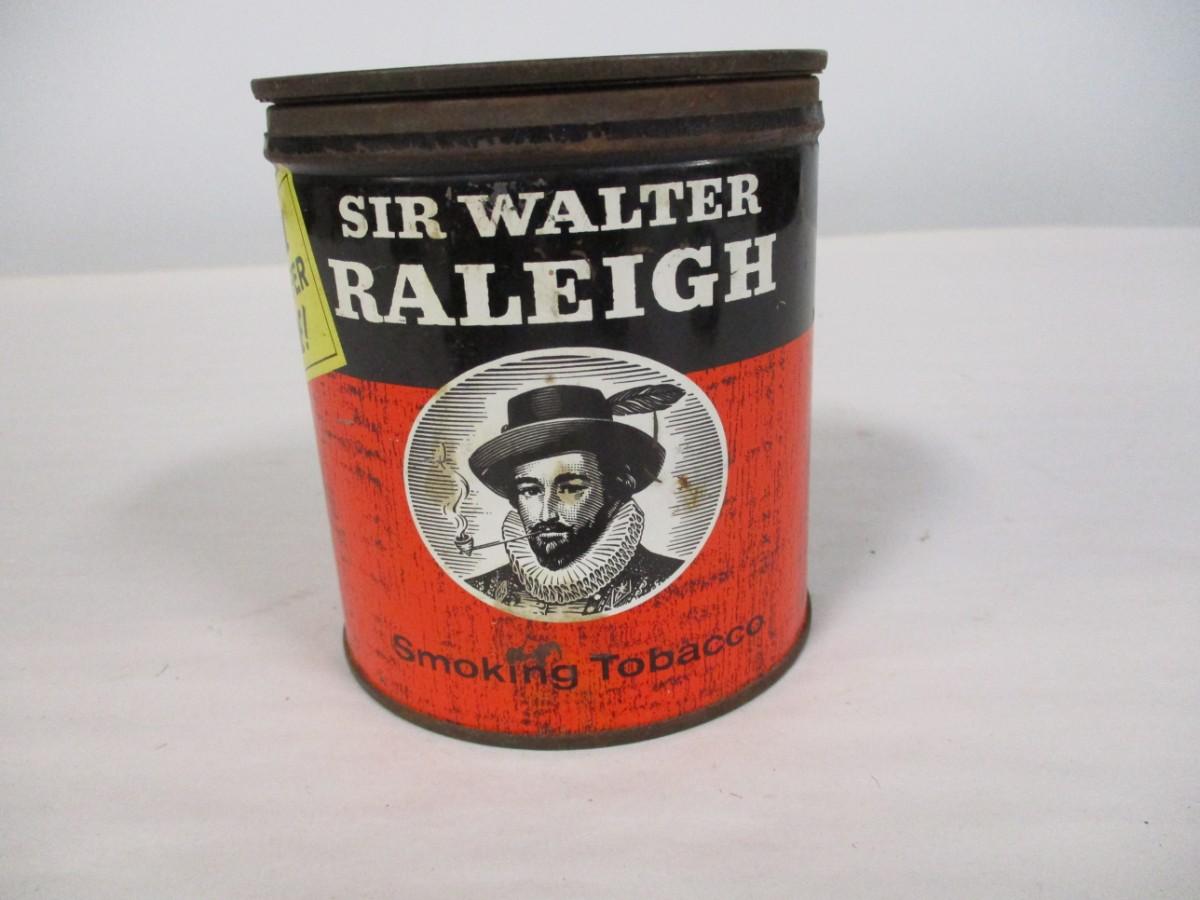 SIR WALTER
RALEIGH
Smoking Tobacco